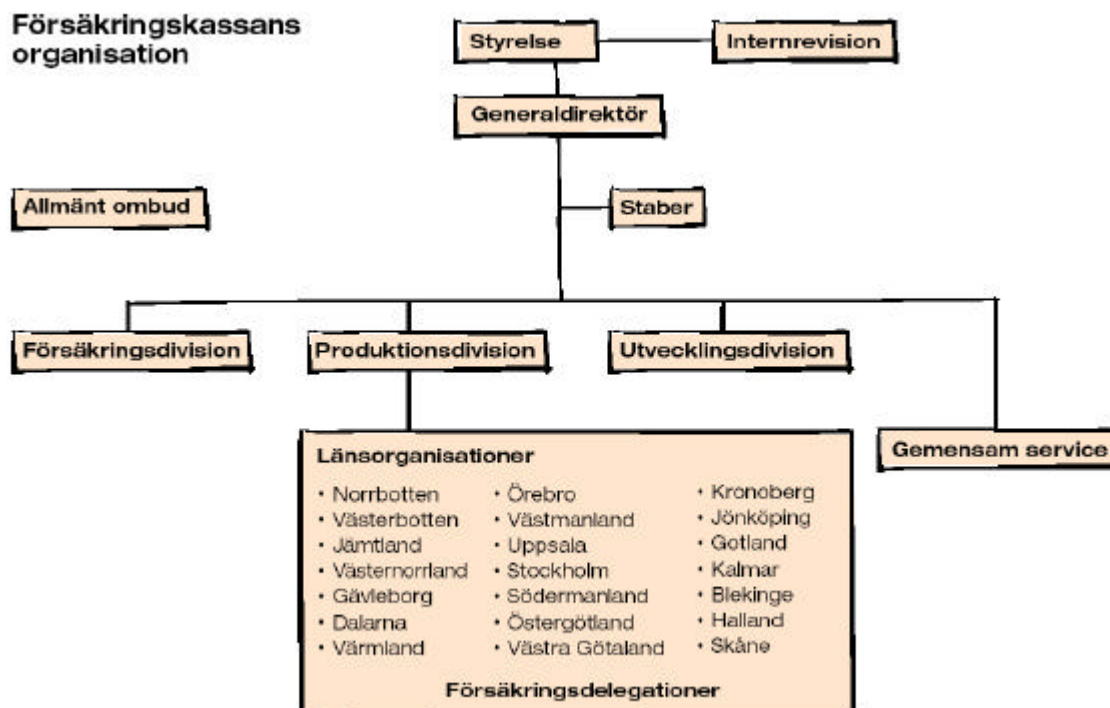 Försäkringskassans
organisation
Styrelse
Internrevision
Generaldirektör
Allmänt ombud
Staber
Försäkringsdivision
Produktionsdivision
Utvecklingsdivision
Gemensam service
Länsorganisationer
• Norrbotten
• Västerbotten
• Jämtland
• Västernorrland
• Gävleborg
• Dalarna
• Värmland
• Örebro
• Västmanland
• Uppsala
• Stockholm
• Södermanland
• Östergötland
• Västra Götaland
• Kronoberg
• Jönköping
• Gotland
• Kalmar
• Blekinge
• Halland
• Skåne
Försäkringsdelegationer